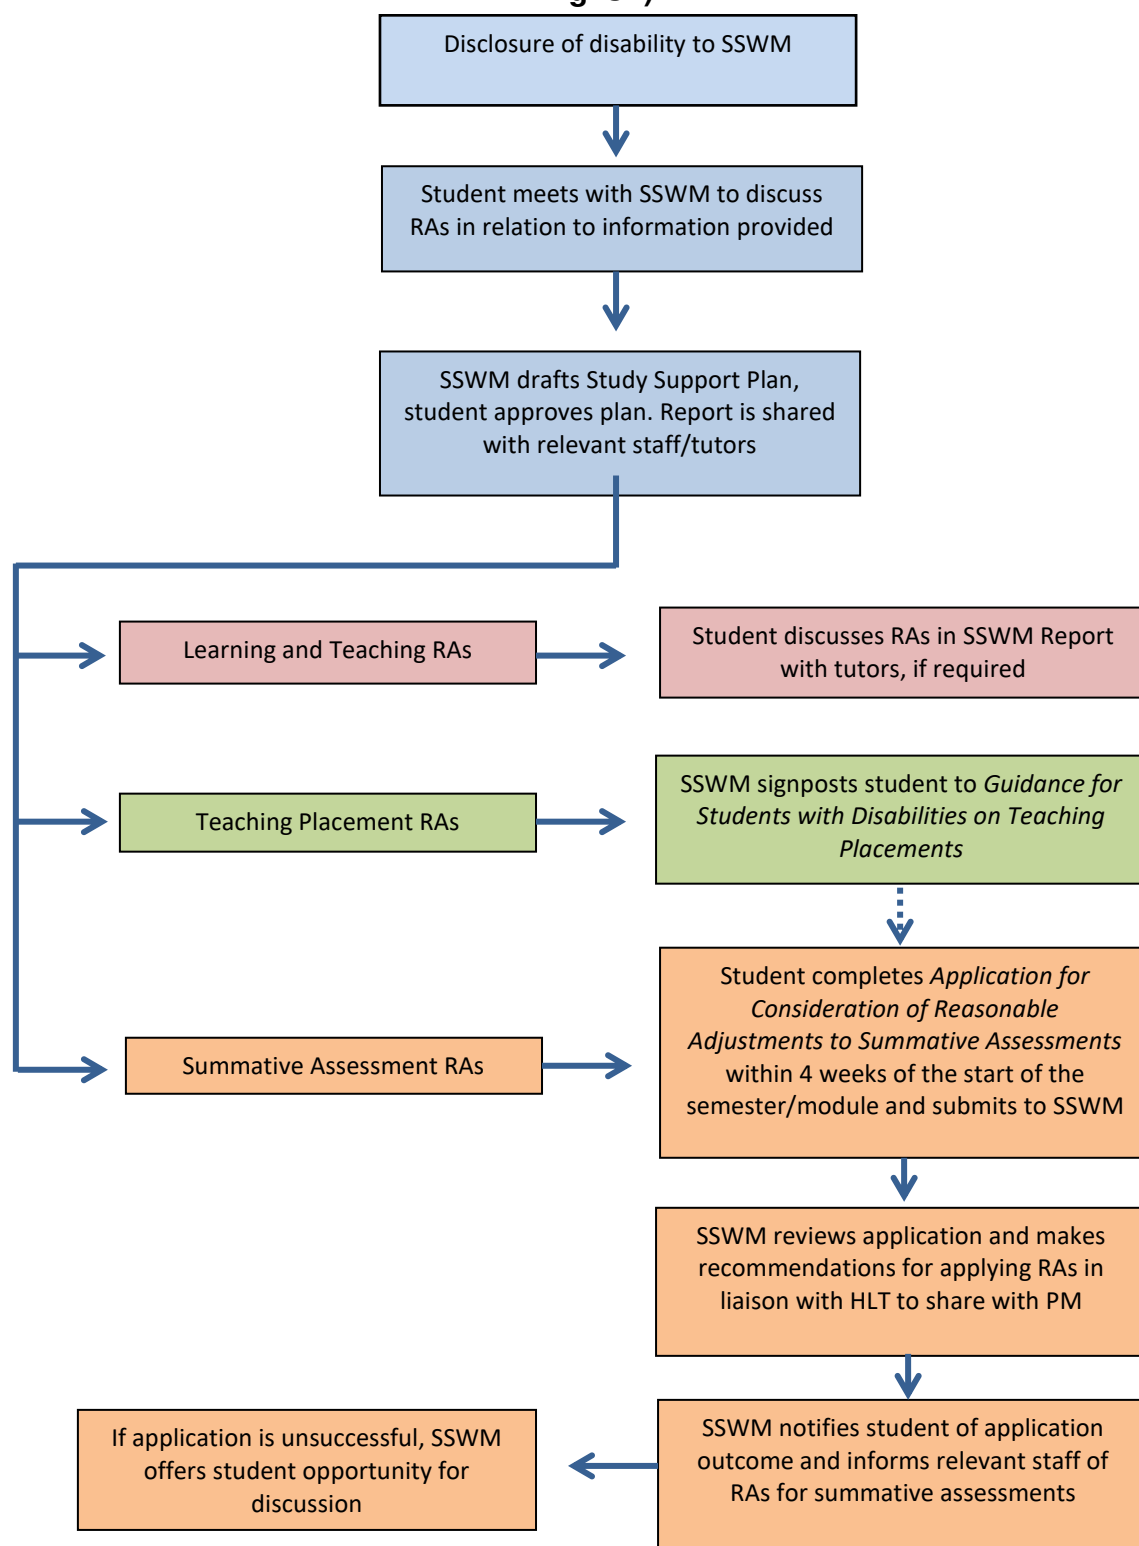 Disclosure of disability to SSWM
Student meets with SSWM to discuss
RAs in relation to information provided
SSWM drafts Study Support Plan,
student approves plan. Report is shared
with relevant staff/tutors
Learning and Teaching RAs
Student discusses RAs in SSWM Report
with tutors, if required
Teaching Placement RAs
SSWM signposts student to Guidance for
Students with Disabilities on Teaching
Placements
Summative Assessment RAs
Student completes Application for
Consideration of Reasonable
Adjustments to Summative Assessments
within 4 weeks of the start of the
semester/module and submits to SSWM
SSWM reviews application and makes
recommendations for applying RAs in
liaison with HLT to share with PM
SSWM notifies student of application
outcome and informs relevant staff of
RAs for summative assessments
If application is unsuccessful, SSWM
offers student opportunity for
discussion